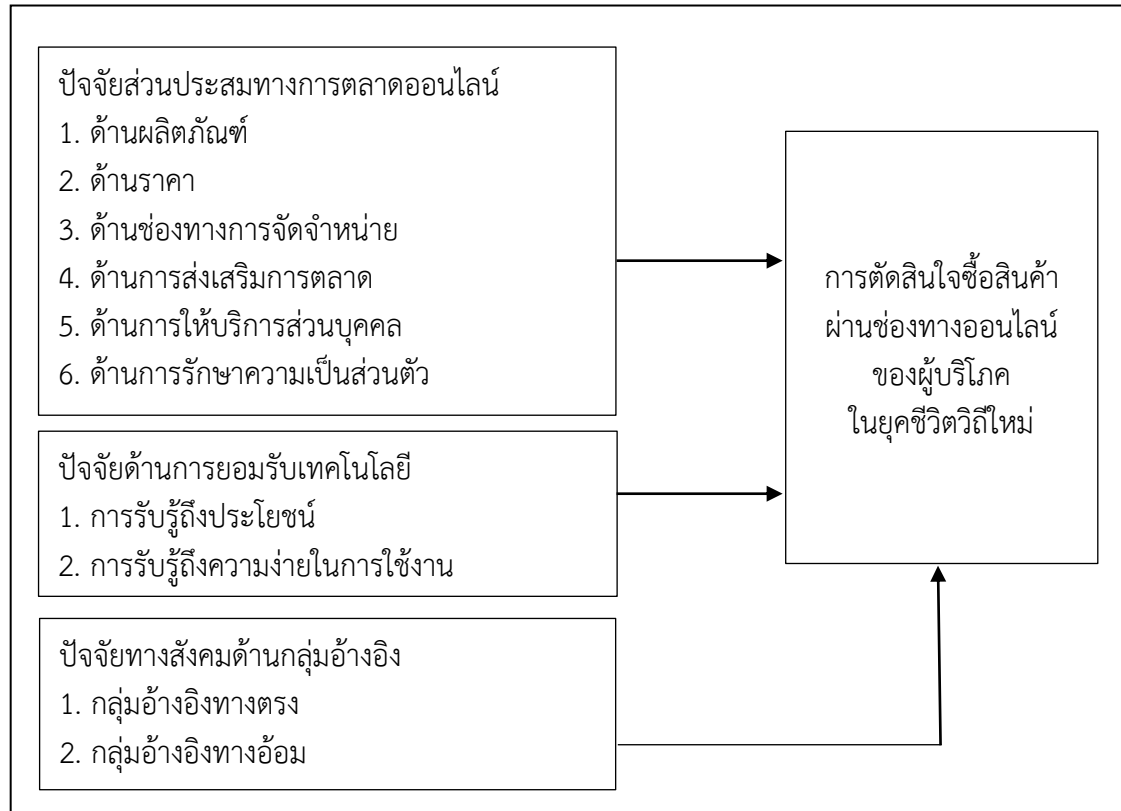 ปัจจัยส่วนประสมทางการตลาดออนไลน์
1. ด้านผลิตภัณฑ์
2. ด้านราคา
3. ด้านช่องทางการจัดจำหน่าย
4. ด้านการส่งเสริมการตลาด
5. ด้านการให้บริการส่วนบุคคล
6. ด้านการรักษาความเป็นส่วนตัว
ปัจจัยด้านการยอมรับเทคโนโลยี
1. การรับรู้ถึงประโยชน์
2. การรับรู้ถึงความง่ายในการใช้งาน
ปัจจัยทางสังคมด้านกลุ่มอ้างอิง
1. กลุ่มอ้างอิงทางตรง
2. กลุ่มอ้างอิงทางอ้อม
การตัดสินใจซื้อสินค้า
ผ่านช่องทางออนไลน์
ของผู้บริโภค
ในยุคชีวิตวิถีใหม่